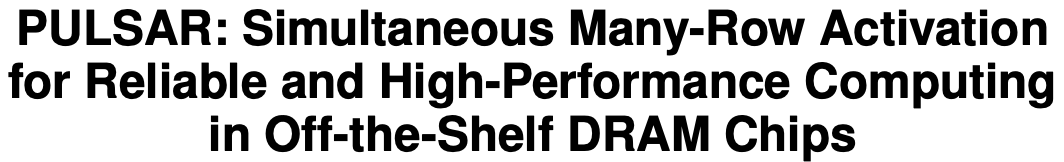 PULSAR: Simultaneous Many-Row Activation
for Reliable and High-Performance Computing
in Off-the-Shelf DRAM Chips